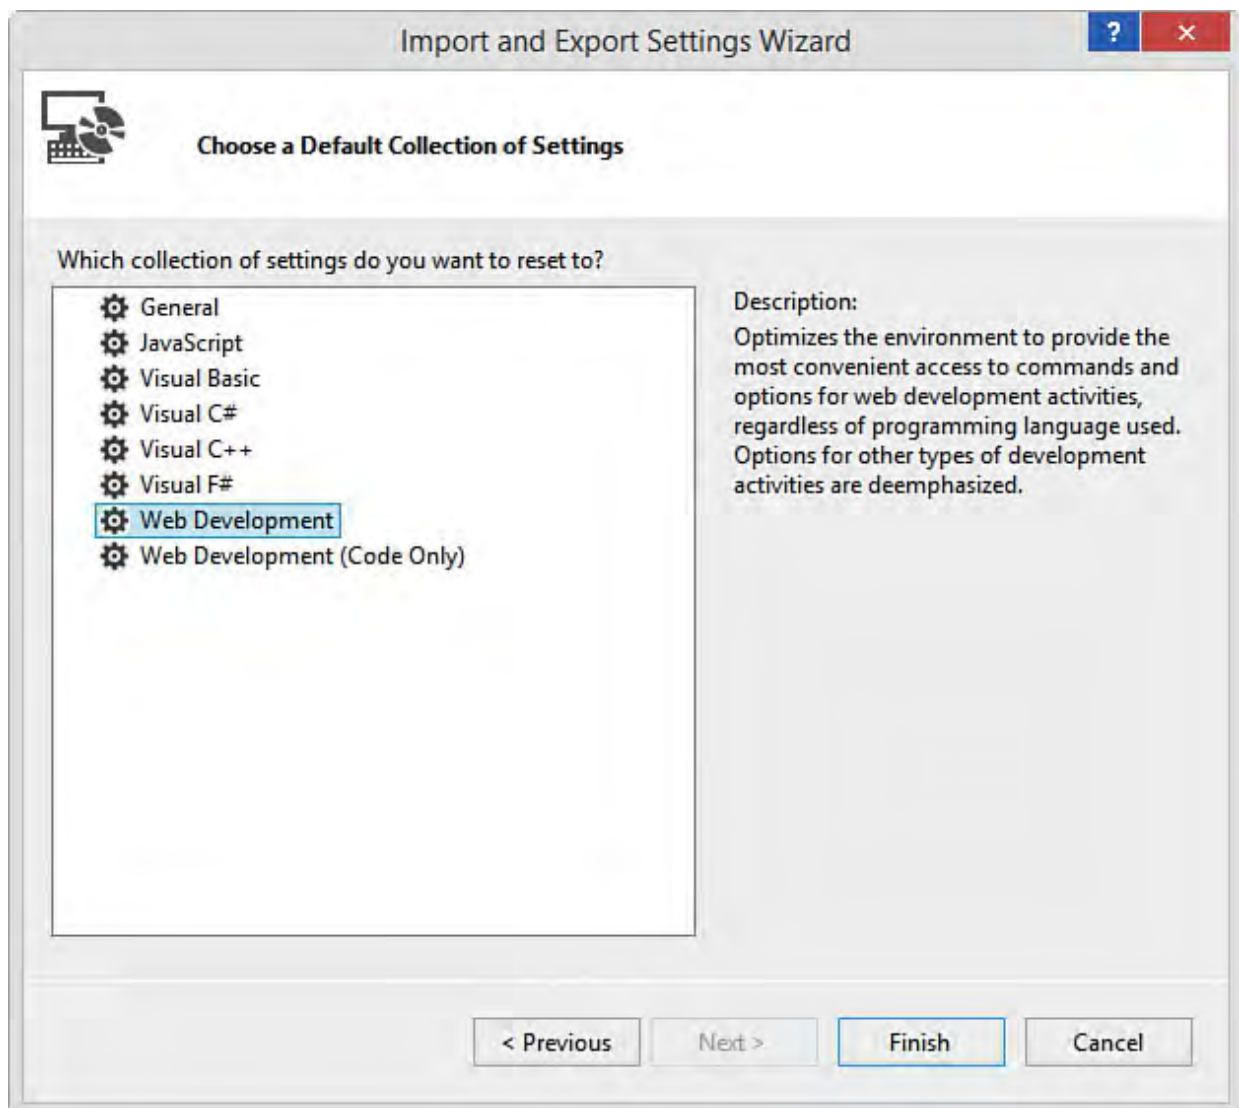 Import and Export Settings Wizard
?
Choose a Default Collection of Settings
Which collection of settings do you want to reset to?
General
JavaScript
Visual Basic
Visual C#
Visual C++
Visual F#
Web Development
Web Development (Code Only)
Description:
Optimizes the environment to provide the
most convenient access to commands and
options for web development activities,
regardless of programming language used.
Options for other types of development
activities are deemphasized.
< Previous
Next >
Finish
Cancel